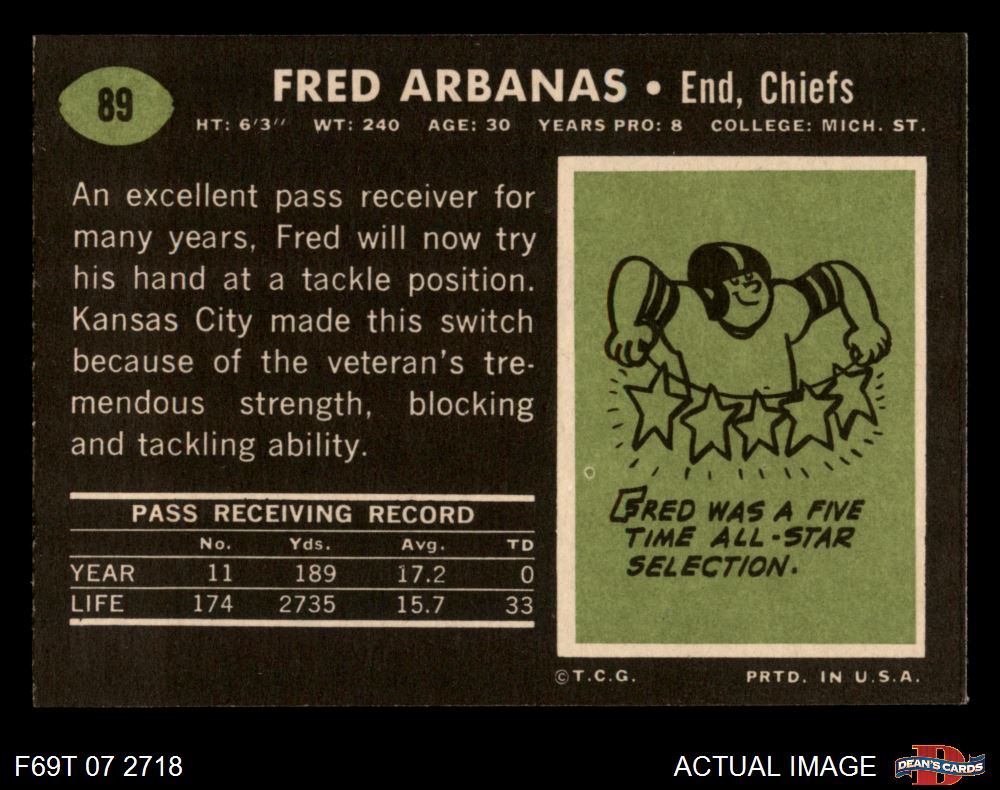 89
FRED ARBANAS • End, Chiefs
HT: 6'3" WT: 240 AGE: 30 YEARS PRO: 8 COLLEGE: MICH. ST.
An excellent pass receiver for
many years, Fred will now try
his hand at a tackle position.
Kansas City made this switch
because of the veteran's tre-
mendous strength, blocking
and tackling ability.
PASS RECEIVING RECORD
No. Yds. Avg. TD
YEAR 11 189 17.2 0
LIFE 174 2735 15.7 33
FRED WAS A FIVE
TIME ALL-STAR
SELECTION.
©T.C.G. PRTD. IN U.S.A.
F69T 07 2718 ACTUAL IMAGE
D
DEAN'S CARDS